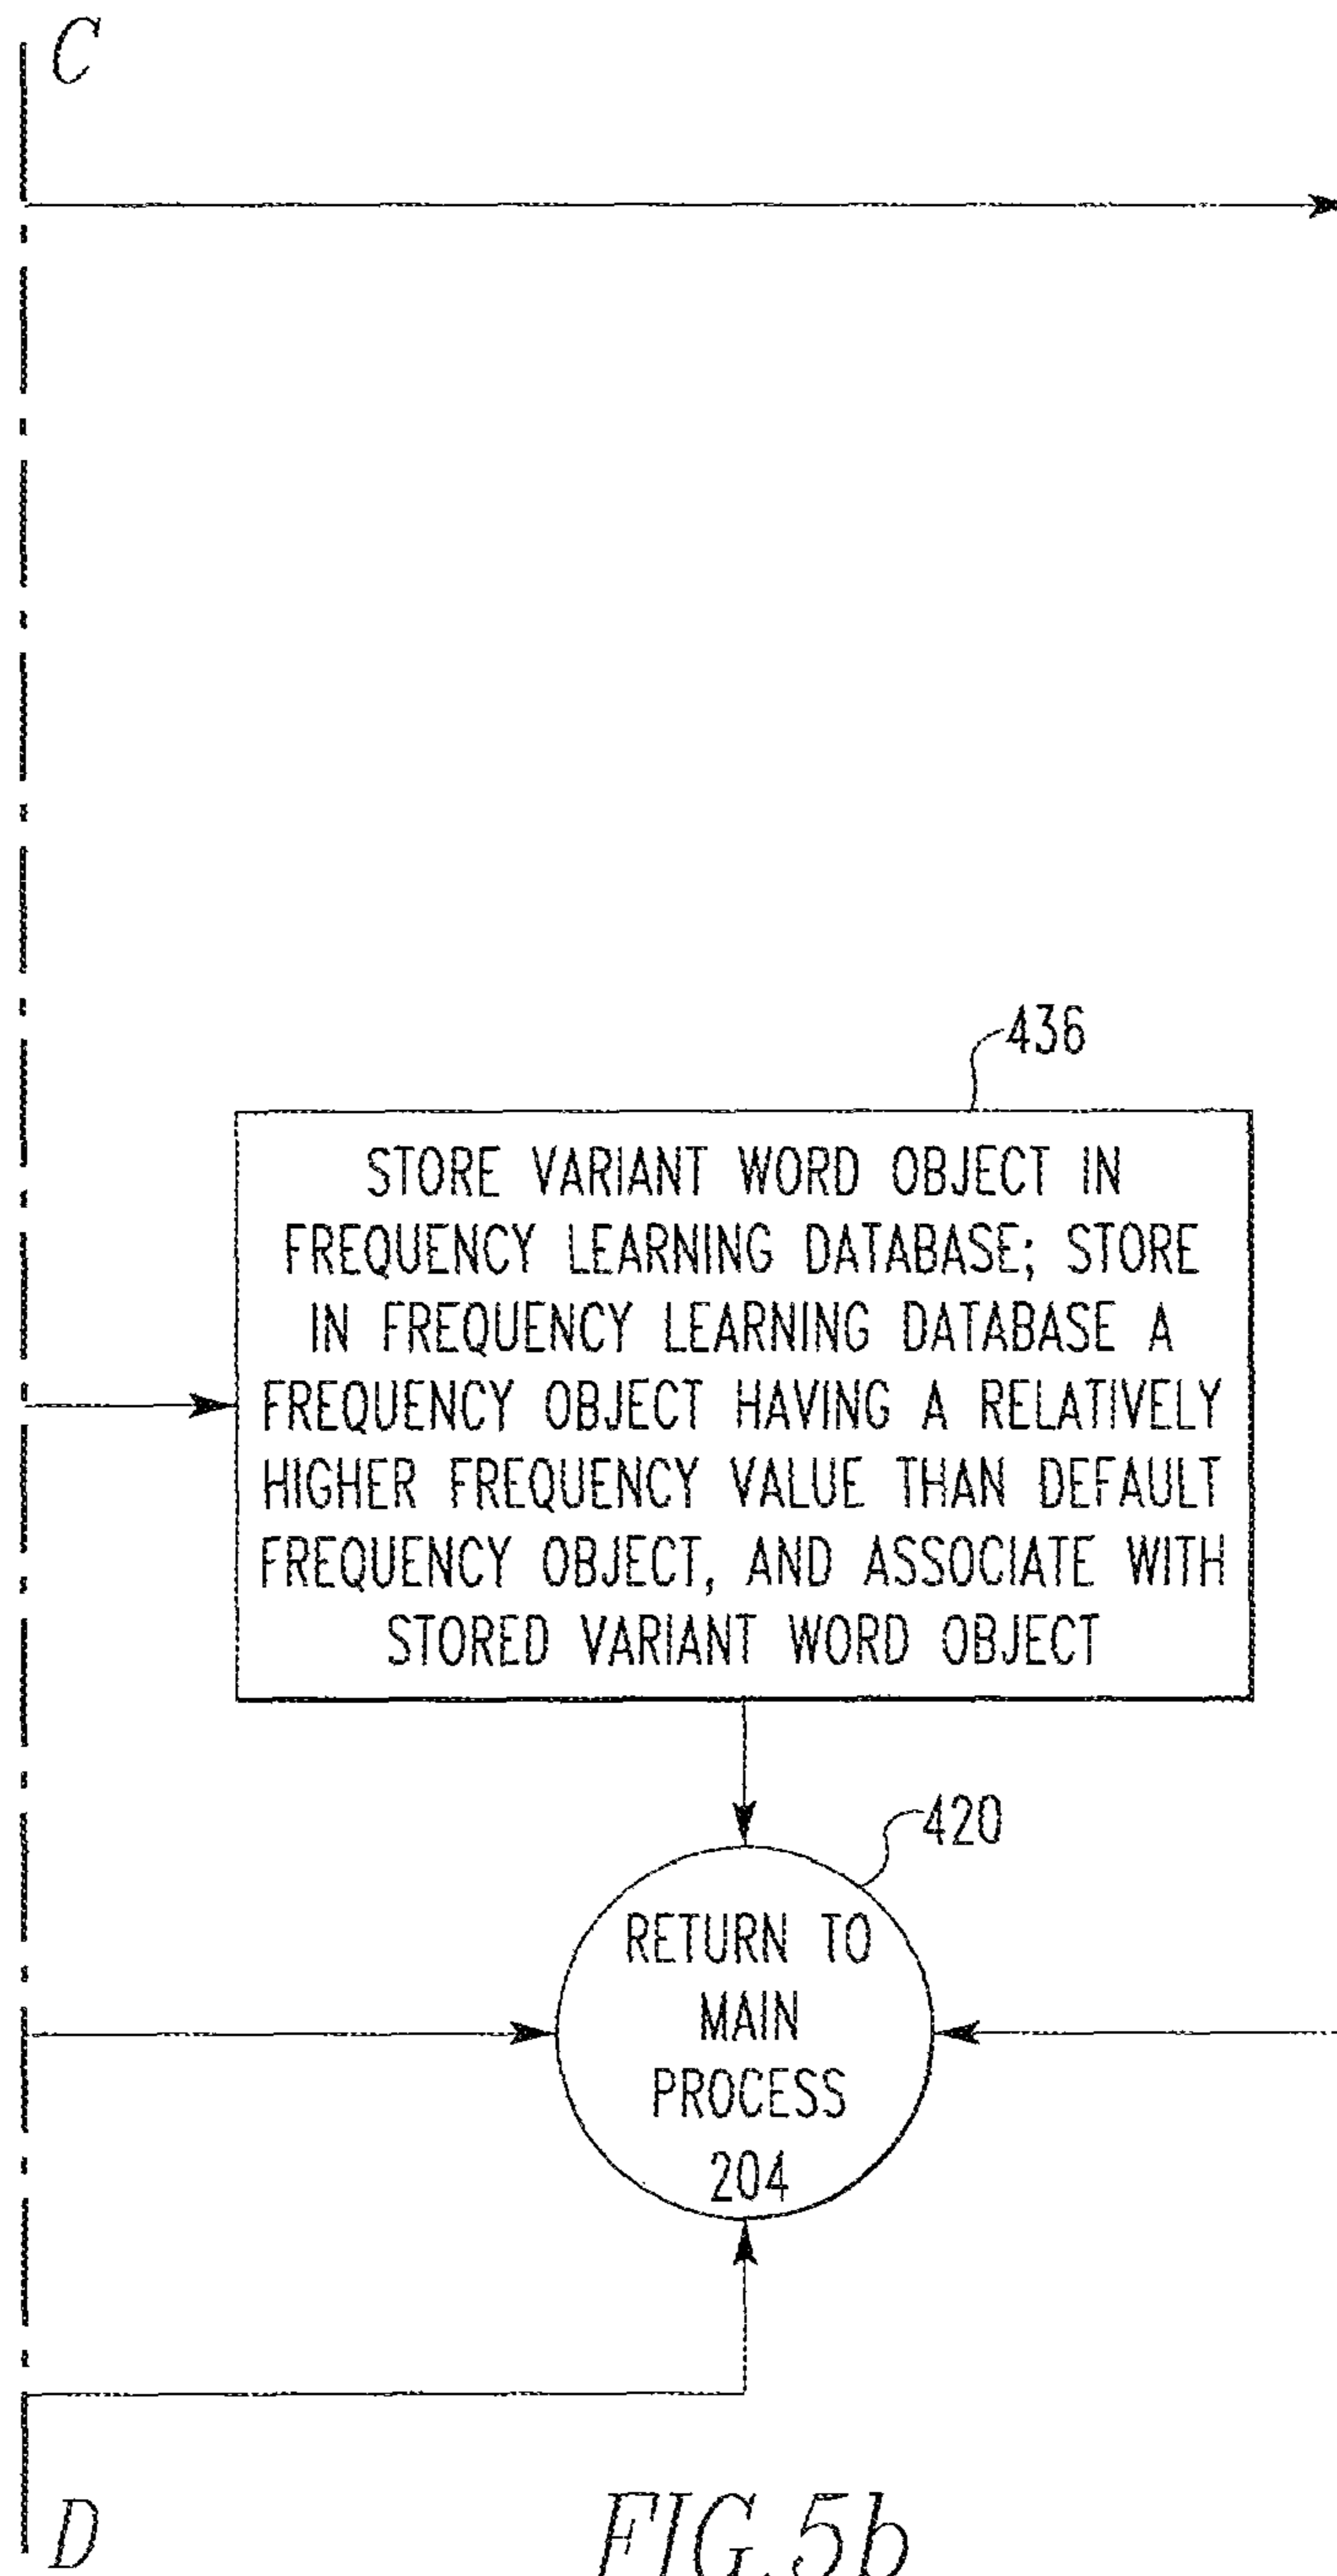 C
436
STORE VARIANT WORD OBJECT IN
FREQUENCY LEARNING DATABASE; STORE
IN FREQUENCY LEARNING DATABASE A
FREQUENCY OBJECT HAVING A RELATIVELY
HIGHER FREQUENCY VALUE THAN DEFAULT
FREQUENCY OBJECT, AND ASSOCIATE WITH
STORED VARIANT WORD OBJECT
420
RETURN TO
MAIN
PROCESS
204
D
FIG. 5b